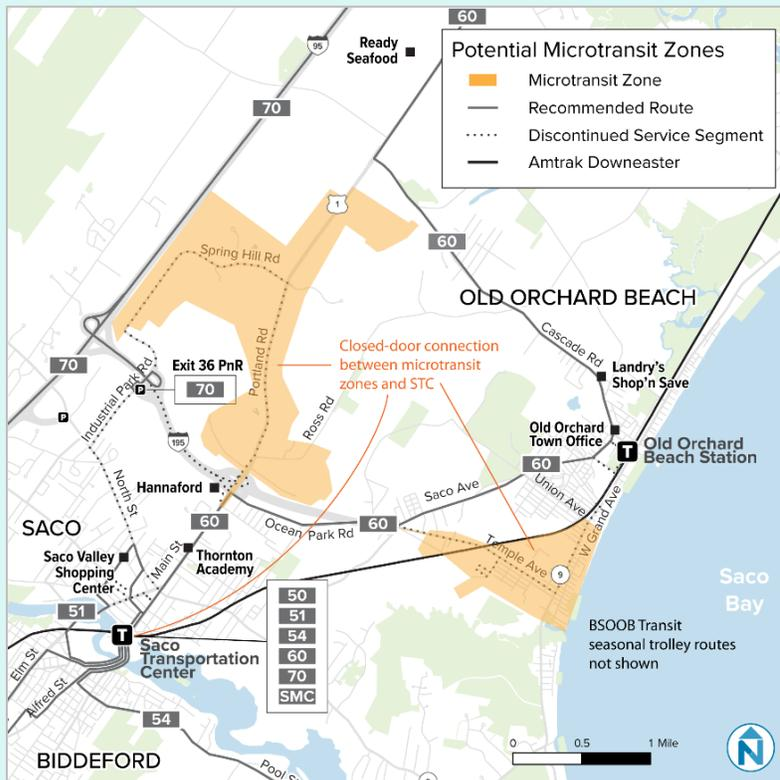 60
Ready
Seafood
95
70
Potential Microtransit Zones
Microtransit Zone
Recommended Route
Discontinued Service Segment
Amtrak Downeaster
1
60
Spring Hill Rd
OLD ORCHARD BEACH
Portland Rd
Closed-door connection
between microtransit
zones and STC
Cascade Rd
70
Exit 36 PnR
70
P
P
Industrial Park Rd
Landry's
Shop'n Save
Ross Rd
195
Old Orchard
Town Office
T
Old Orchard
Beach Station
60
Hannaford
North St
Saco Ave
Union Ave
W Grand Ave
60
Ocean Park Rd
60
SACO
Main St
Thornton
Academy
Temple Ave
9
Saco Valley
Shopping
Center
51
T
Saco
Transportation
Center
50
51
54
60
70
SMC
Saco
Bay
BSOOB Transit
seasonal trolley routes
not shown
Elm St
Alfred St
54
BIDDEFORD
Pool S
0
0.5
1 Mile
N